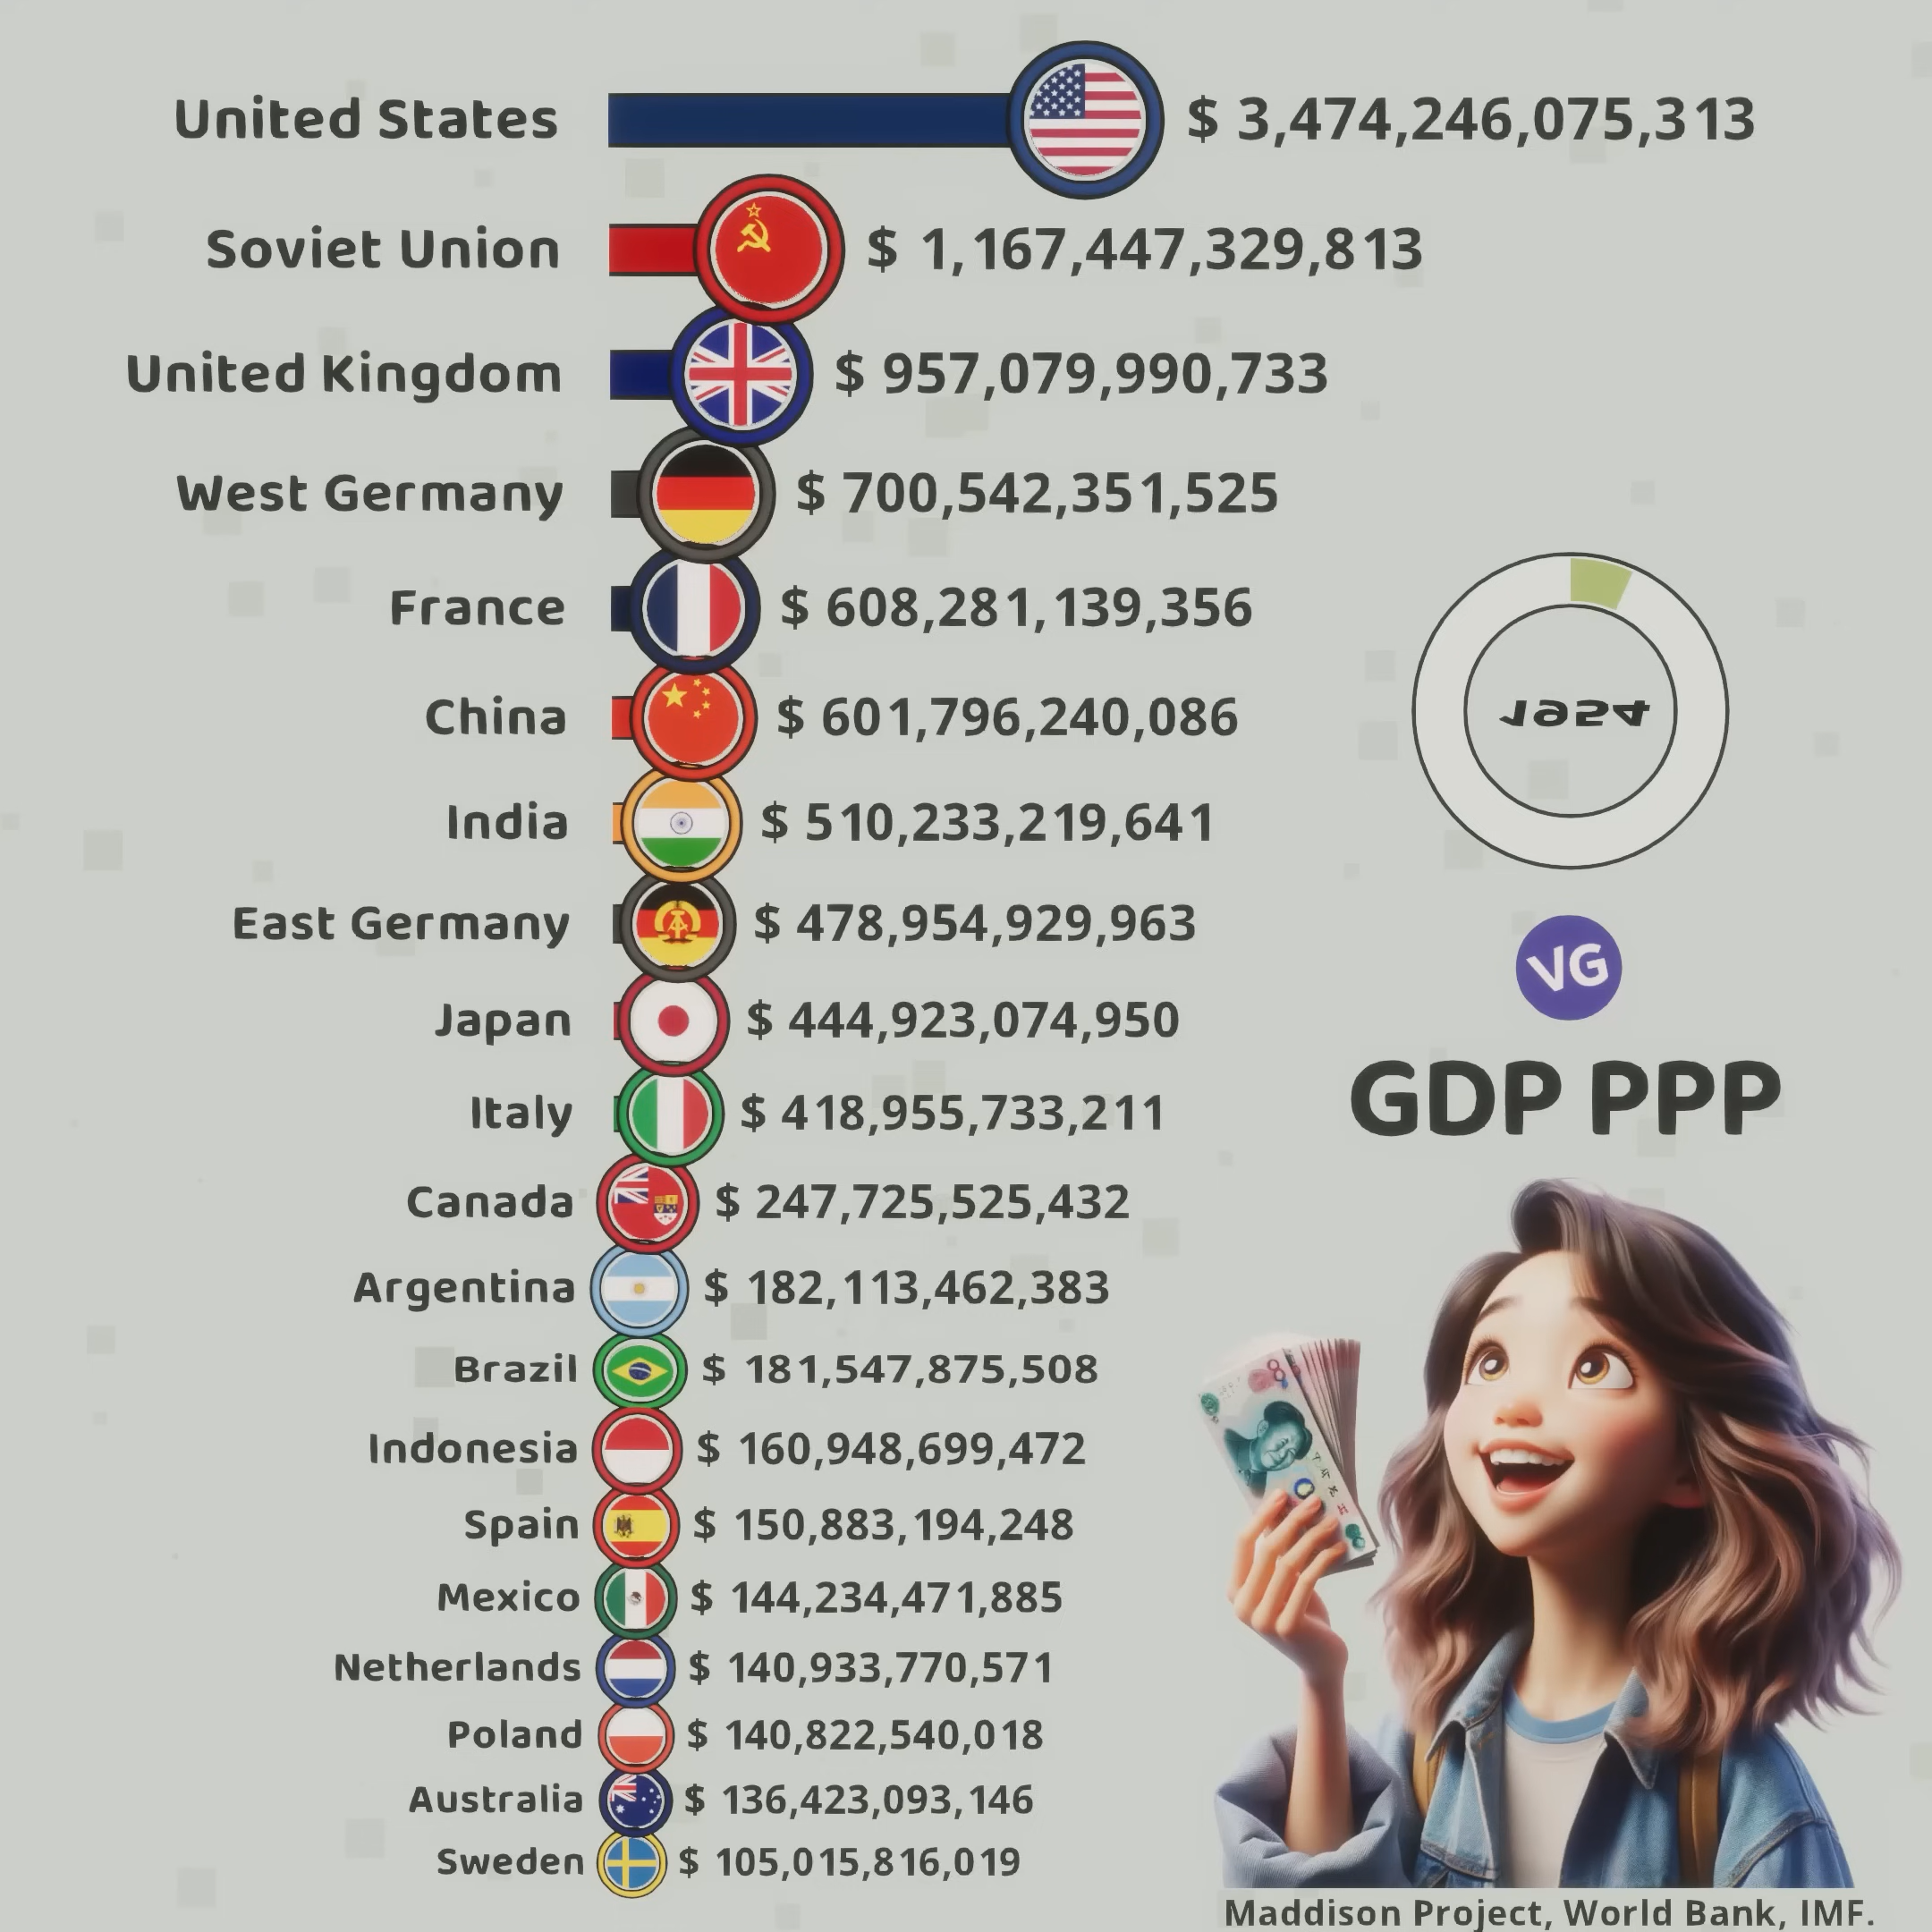 United States $ 3,474,246,075,313
Soviet Union $ 1,167,447,329,813
United Kingdom $ 957,079,990,733
West Germany $ 700,542,351,525
France $ 608,281,139,356
China $ 601,796,240,086
India $ 510,233,219,641
East Germany $ 478,954,929,963
Japan $ 444,923,074,950
Italy $ 418,955,733,211
Canada $ 247,725,525,432
Argentina $ 182,113,462,383
Brazil $ 181,547,875,508
Indonesia $ 160,948,699,472
Spain $ 150,883,194,248
Mexico $ 144,234,471,885
Netherlands $ 140,933,770,571
Poland $ 140,822,540,018
Australia $ 136,423,093,146
Sweden $ 105,015,816,019
1954
VG
GDP PPP
Maddison Project, World Bank, IMF.